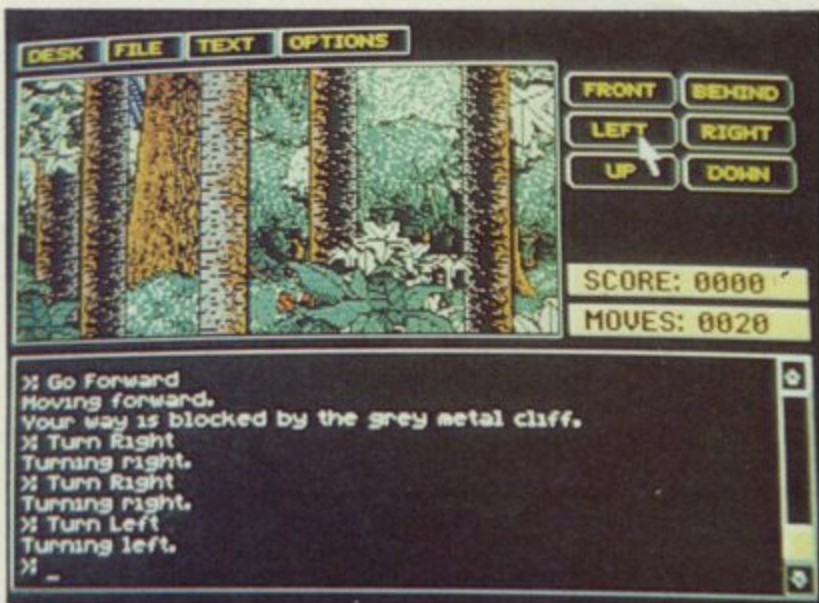 DESK FILE TEXT OPTIONS
FRONT BEHIND
LEFT RIGHT
UP DOWN
SCORE: 0000
MOVES: 0020
>: Go Forward
Moving forward.
Your way is blocked by the grey metal cliff.
>: Turn Right
Turning right.
>: Turn Right
Turning right.
>: Turn Left
Turning left.
>: _